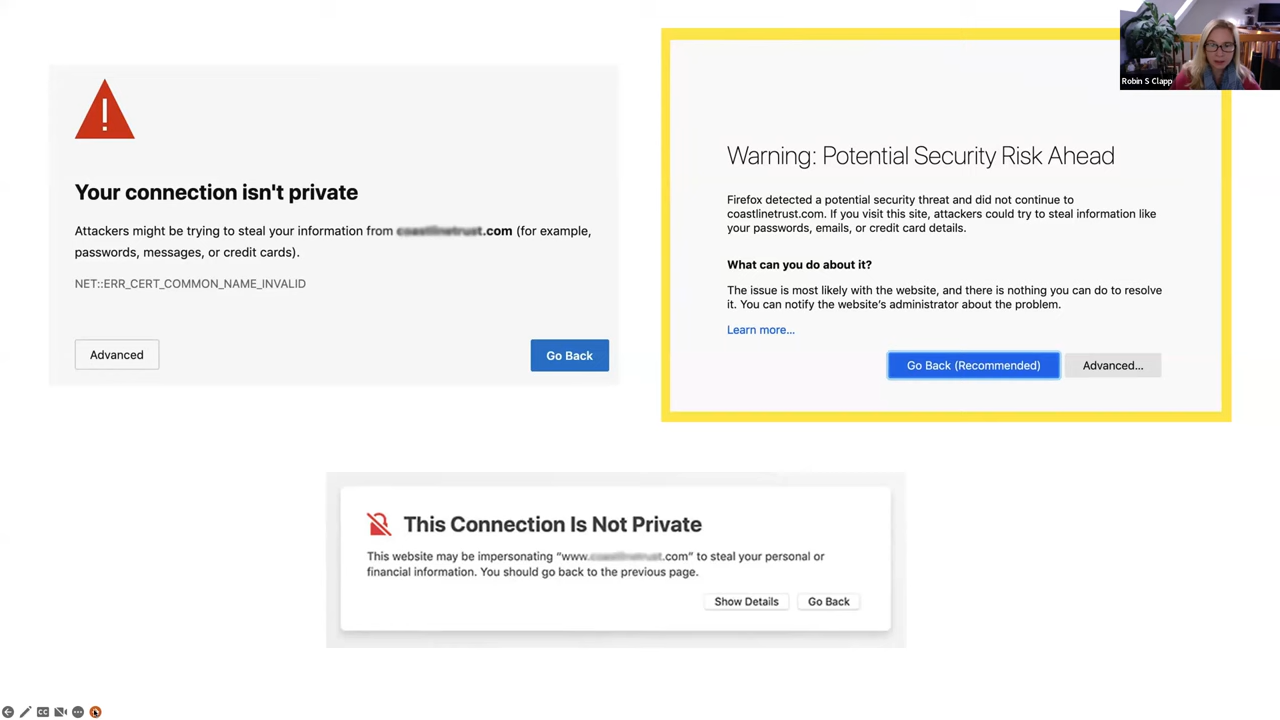 Robin S Clapp
!
Your connection isn't private
Attackers might be trying to steal your information from .com (for example,
passwords, messages, or credit cards).
NET::ERR_CERT_COMMON_NAME_INVALID
Advanced
Go Back
Warning: Potential Security Risk Ahead
Firefox detected a potential security threat and did not continue to
coastlinetrust.com. If you visit this site, attackers could try to steal information like
your passwords, emails, or credit card details.
What can you do about it?
The issue is most likely with the website, and there is nothing you can do to resolve
it. You can notify the website's administrator about the problem.
Learn more...
Go Back (Recommended)
Advanced...
This Connection Is Not Private
This website may be impersonating "www. .com" to steal your personal or
financial information. You should go back to the previous page.
Show Details
Go Back
CC